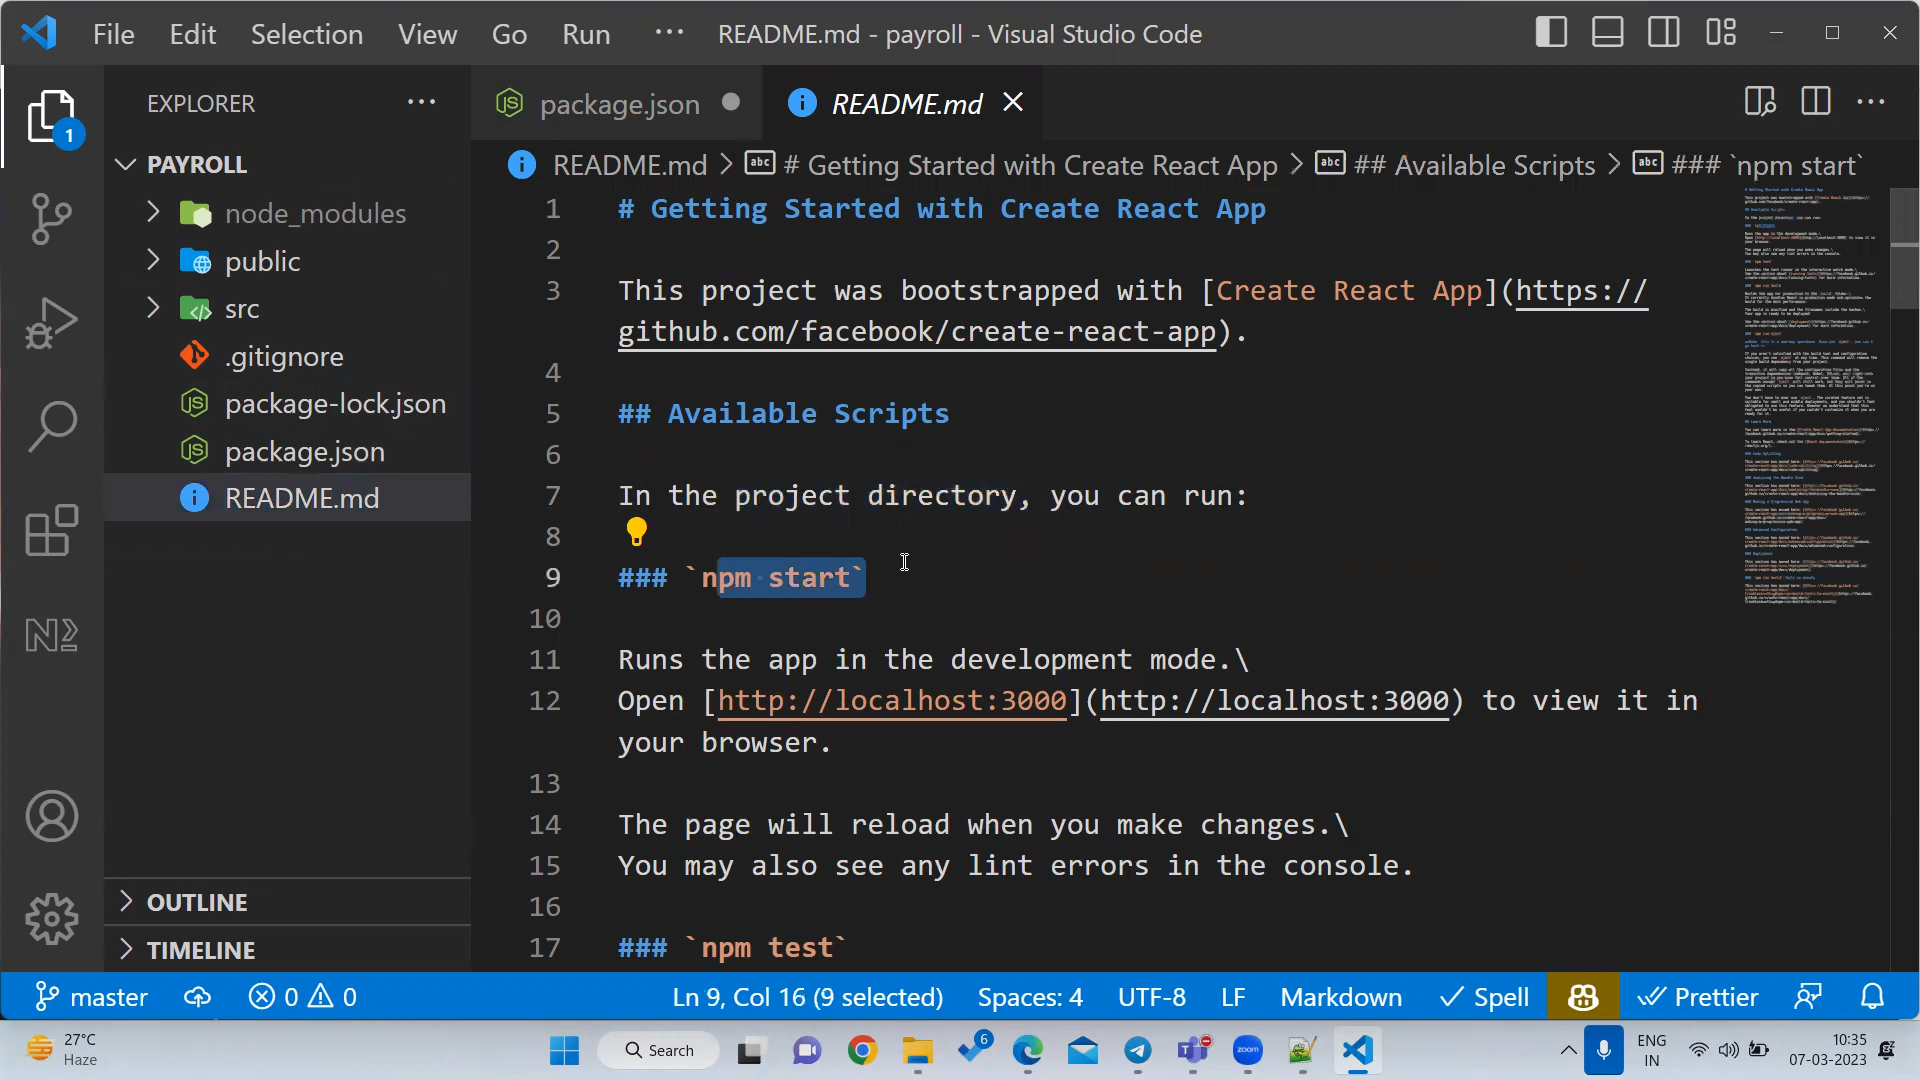 File Edit Selection View Go Run ··· README.md - payroll - Visual Studio Code
EXPLORER ···
package.json
README.md
README.md > # Getting Started with Create React App > ## Available Scripts > ### `npm start`
PAYROLL
node_modules
public
src
.gitignore
package-lock.json
package.json
README.md
OUTLINE
TIMELINE
1
1 # Getting Started with Create React App
2
3 This project was bootstrapped with [Create React App](https://
github.com/facebook/create-react-app).
4
5 ## Available Scripts
6
7 In the project directory, you can run:
8
9 ### `npm start`
10
11 Runs the app in the development mode.\
12 Open [http://localhost:3000](http://localhost:3000) to view it in
your browser.
13
14 The page will reload when you make changes.\
15 You may also see any lint errors in the console.
16
17 ### `npm test`
master 0 0 Ln 9, Col 16 (9 selected) Spaces: 4 UTF-8 LF Markdown Spell Prettier
27°C
Haze
Search
6
zoom
ENG
IN
10:35
07-03-2023